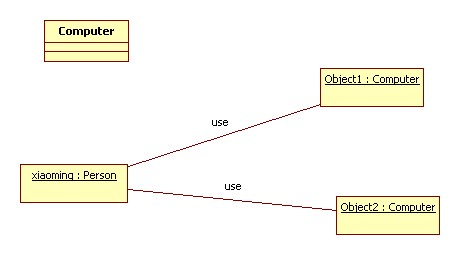 Computer
Object1 : Computer
use
xiaoming : Person
use
Object2 : Computer